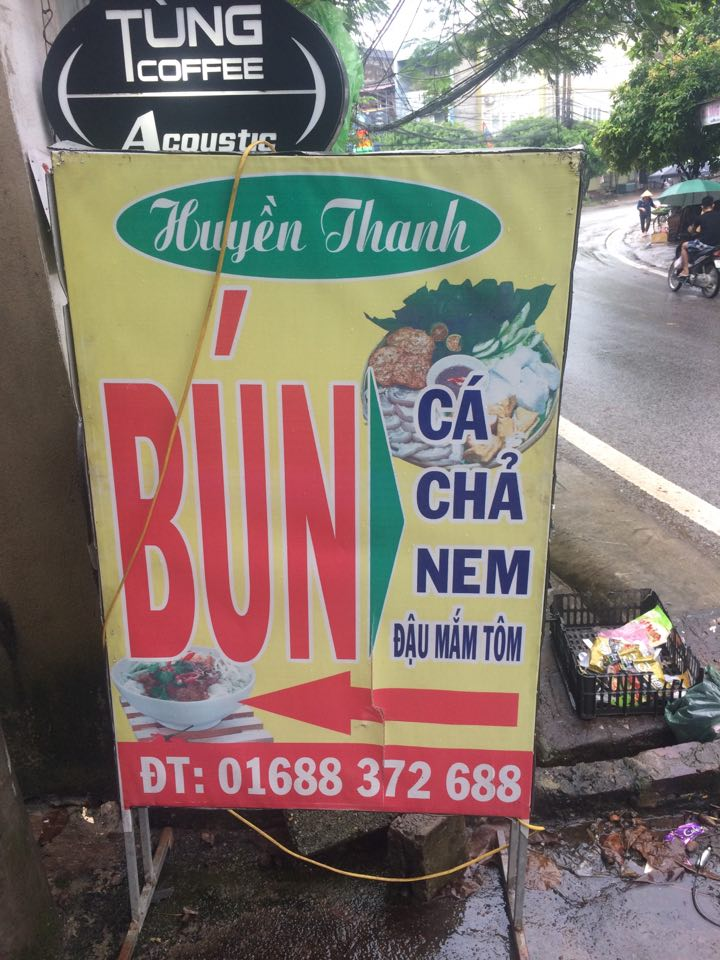 TÙNG
COFFEE
Acoustic
Huyền Thanh
BÚN
CÁ
CHẢ
NEM
ĐẬU MẮM TÔM
ĐT: 01688 372 688